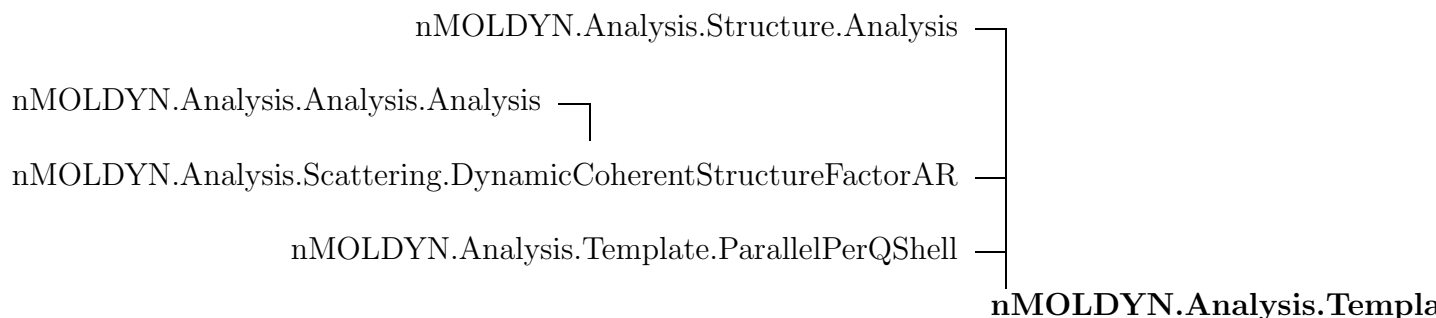 nMOLDYN.Analysis.Structure.Analysis
nMOLDYN.Analysis.Analysis.Analysis
nMOLDYN.Analysis.Scattering.DynamicCoherentStructureFactorAR
nMOLDYN.Analysis.Template.ParallelPerQShell
nMOLDYN.Analysis.Templa